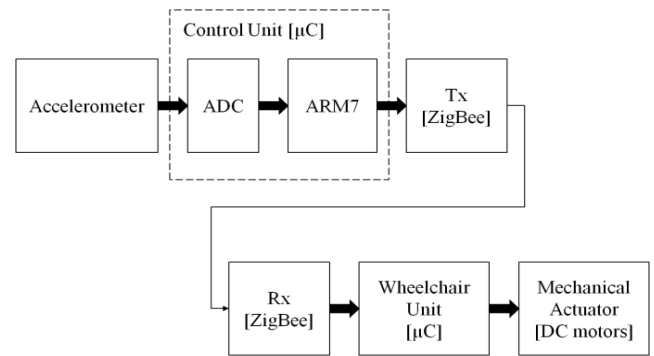 Control Unit [μC]
Accelerometer
ADC
ARM7
Tx
[ZigBee]
Rx
[ZigBee]
Wheelchair
Unit
[μC]
Mechanical
Actuator
[DC motors]